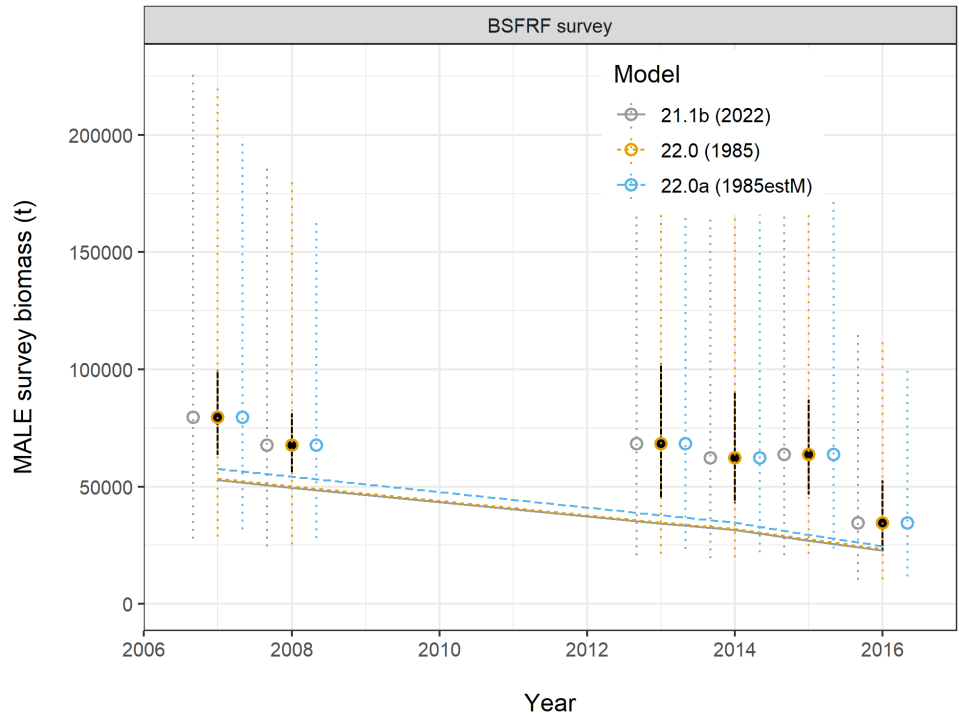 BSFRF survey
Model
21.1b (2022)
22.0 (1985)
22.0a (1985estM)
MALE survey biomass (t)
200000
150000
100000
50000
0
2006
2008
2010
2012
2014
2016
Year